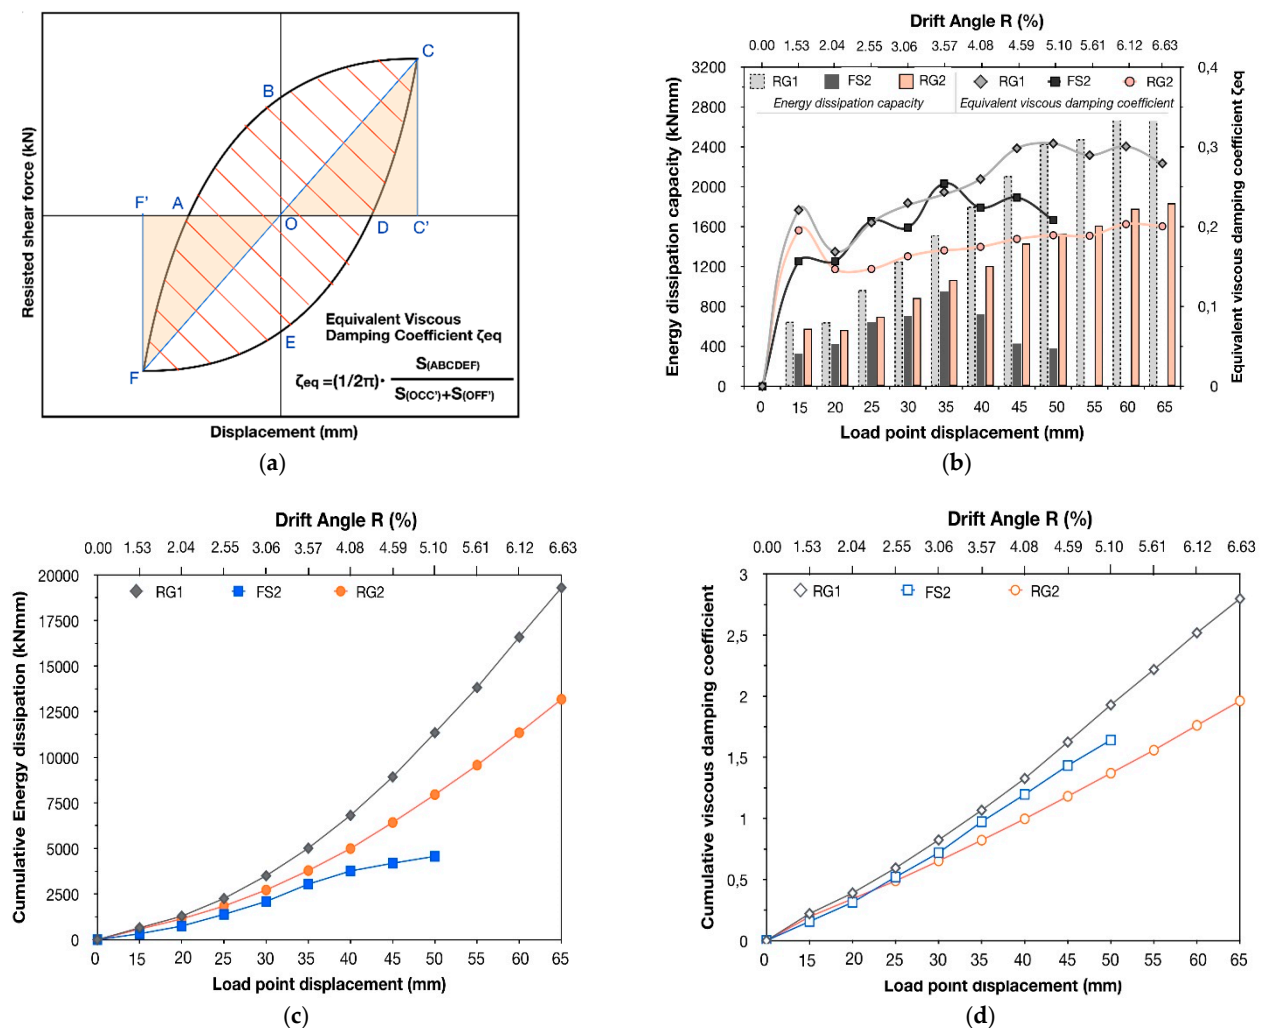 Resisted shear force (kN)
C
B
F'
A
O
D
C'
E
F
Equivalent Viscous
Damping Coefficient ζeq
ζeq =(1/2π)· S(ABCDEF)
S(OCC')+S(OFF')
Displacement (mm)
(a)
Drift Angle R (%)
0.00 1.53 2.04 2.55 3.06 3.57 4.08 4.59 5.10 5.61 6.12 6.63
Energy dissipation capacity (kNmm)
3200
2800
2400
2000
1600
1200
800
400
0
RG1 FS2 RG2 RG1 FS2 RG2
Energy dissipation capacity Equivalent viscous damping coefficient
0,4
0,3
0,2
0,1
0
Equivalent viscous damping coefficient ζeq
0 15 20 25 30 35 40 45 50 55 60 65
Load point displacement (mm)
(b)
Drift Angle R (%)
0.00 1.53 2.04 2.55 3.06 3.57 4.08 4.59 5.10 5.61 6.12 6.63
Cumulative Energy dissipation (kNmm)
20000
17500
15000
12500
10000
7500
5000
2500
0
RG1 FS2 RG2
0 15 20 25 30 35 40 45 50 55 60 65
Load point displacement (mm)
(c)
Drift Angle R (%)
0.00 1.53 2.04 2.55 3.06 3.57 4.08 4.59 5.10 5.61 6.12 6.63
Cumulative viscous damping coefficient
3
2,5
2
1,5
1
0,5
0
RG1 FS2 RG2
0 15 20 25 30 35 40 45 50 55 60 65
Load point displacement (mm)
(d)